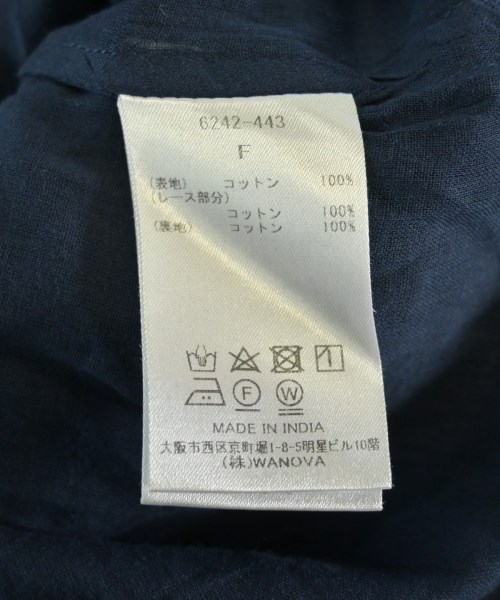 6242-443
F
(表地) コットン 100%
(レース部分)
コットン 100%
(裏地) コットン 100%
F W
MADE IN INDIA
大阪市西区京町堀1-8-5明星ビル10階
(株)WANOVA